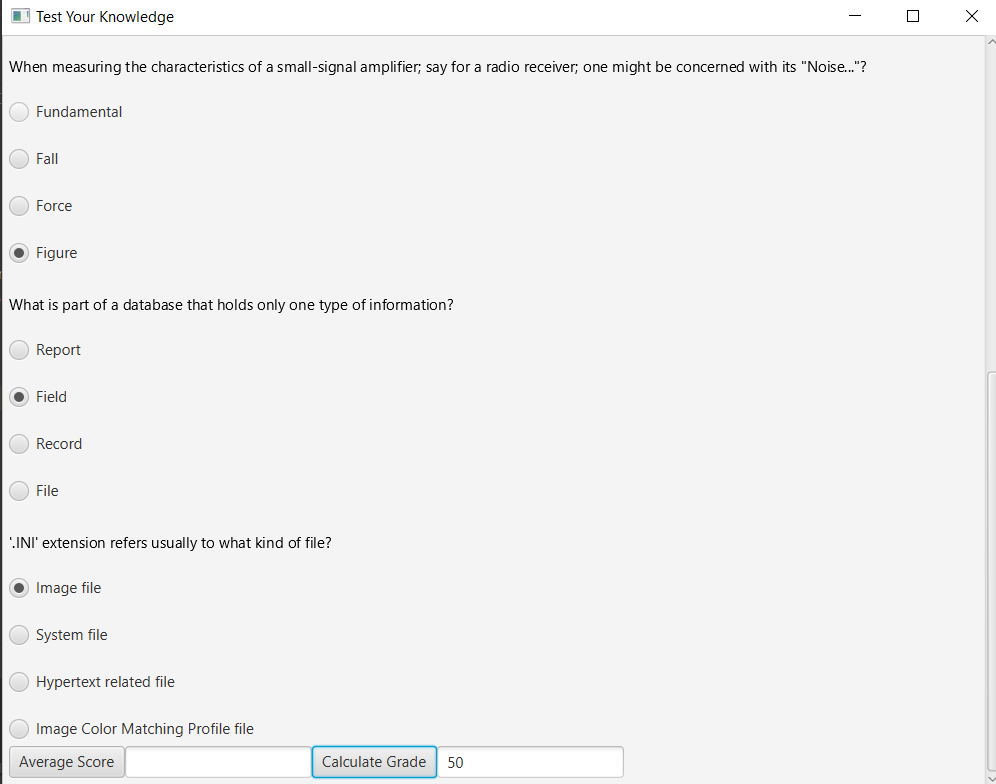 Test Your Knowledge
When measuring the characteristics of a small-signal amplifier; say for a radio receiver; one might be concerned with its "Noise..."?
Fundamental
Fall
Force
Figure
What is part of a database that holds only one type of information?
Report
Field
Record
File
'.INI' extension refers usually to what kind of file?
Image file
System file
Hypertext related file
Image Color Matching Profile file
Average Score Calculate Grade 50